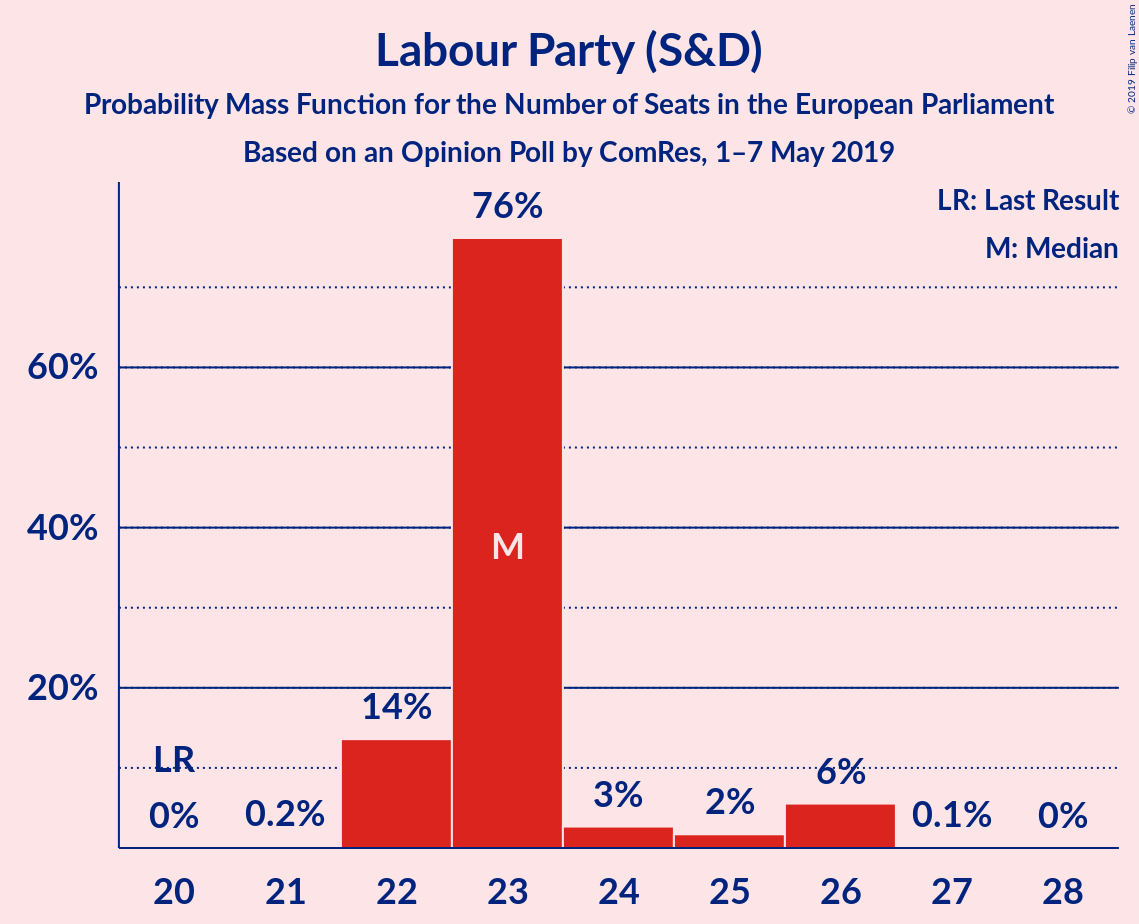 Labour Party (S&D)
Probability Mass Function for the Number of Seats in the European Parliament
Based on an Opinion Poll by ComRes, 1–7 May 2019
© 2019 Filip van Laenen
LR: Last Result
M: Median
60%
40%
20%
LR
0%
0.2%
14%
76%
M
3%
2%
6%
0.1%
0%
20 21 22 23 24 25 26 27 28